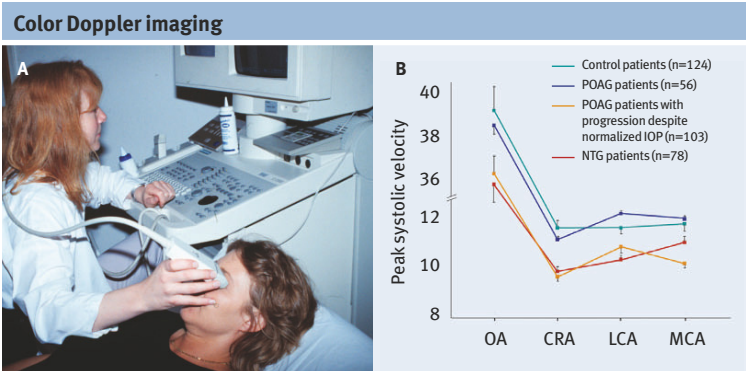 Color Doppler imaging
A
B
Control patients (n=124)
POAG patients (n=56)
POAG patients with
progression despite
normalized IOP (n=103)
NTG patients (n=78)
Peak systolic velocity
40
38
36
12
10
8
OA
CRA
LCA
MCA